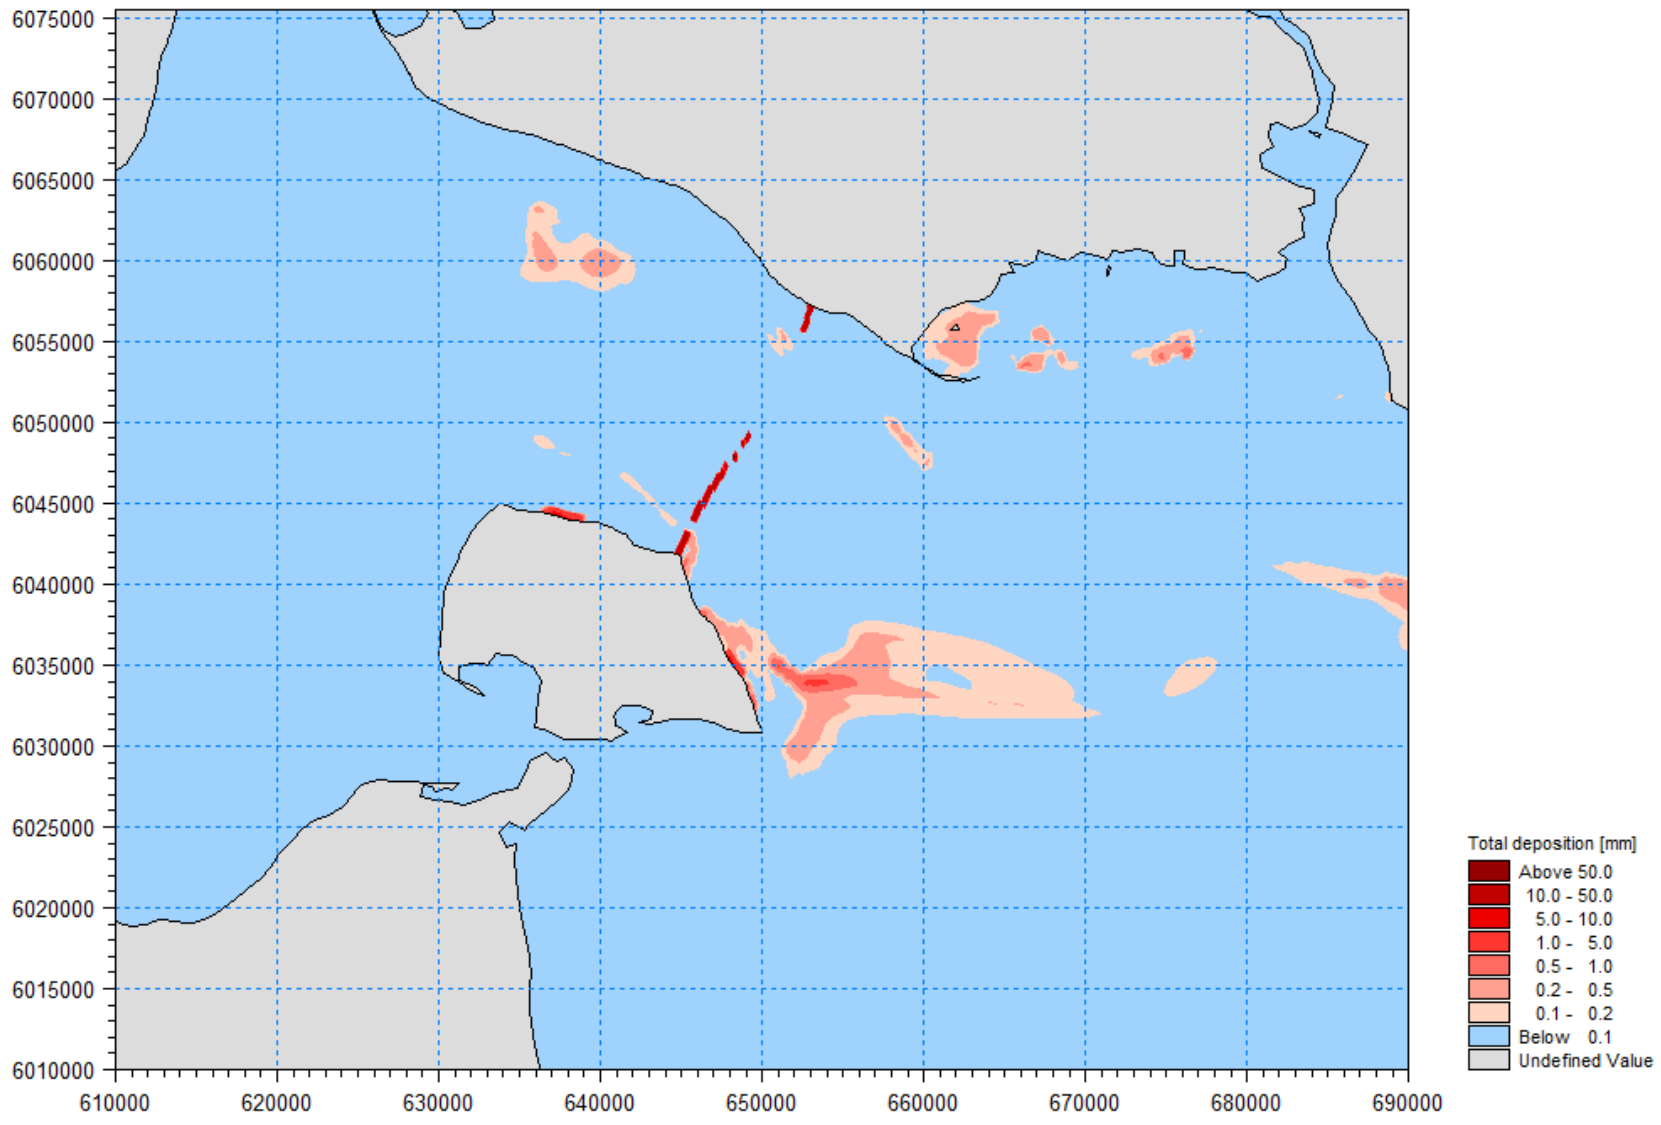 6075000
6070000
6065000
6060000
6055000
6050000
6045000
6040000
6035000
6030000
6025000
6020000
6015000
6010000
610000 620000 630000 640000 650000 660000 670000 680000 690000
Total deposition [mm]
Above 50.0
10.0 - 50.0
5.0 - 10.0
1.0 - 5.0
0.5 - 1.0
0.2 - 0.5
0.1 - 0.2
Below 0.1
Undefined Value